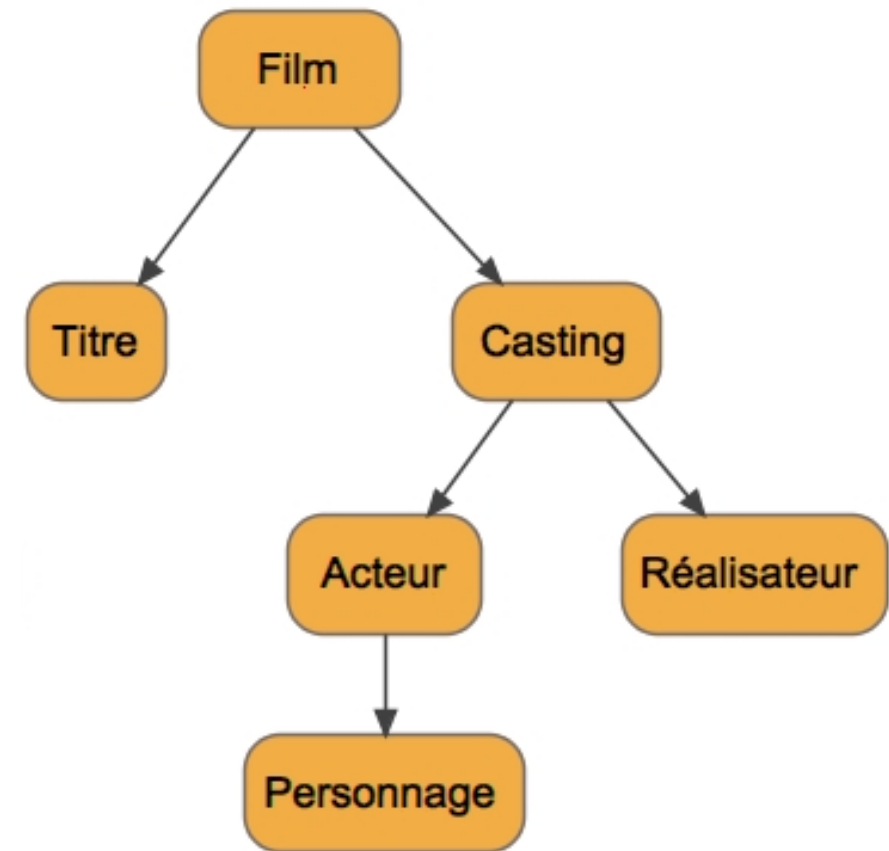 Film
Titre
Casting
Acteur
Réalisateur
Personnage